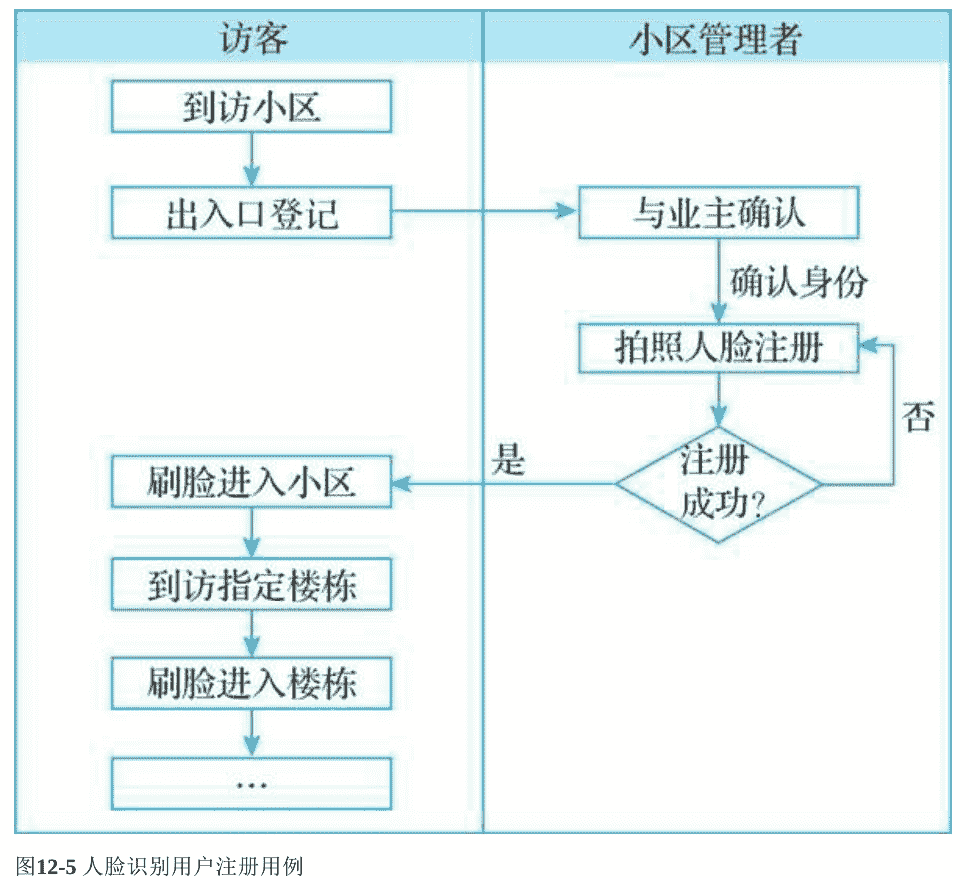 访客
小区管理者
到访小区
出入口登记
与业主确认
确认身份
拍照人脸注册
否
注册
成功?
是
刷脸进入小区
到访指定楼栋
刷脸进入楼栋
…
图12-5 人脸识别用户注册用例